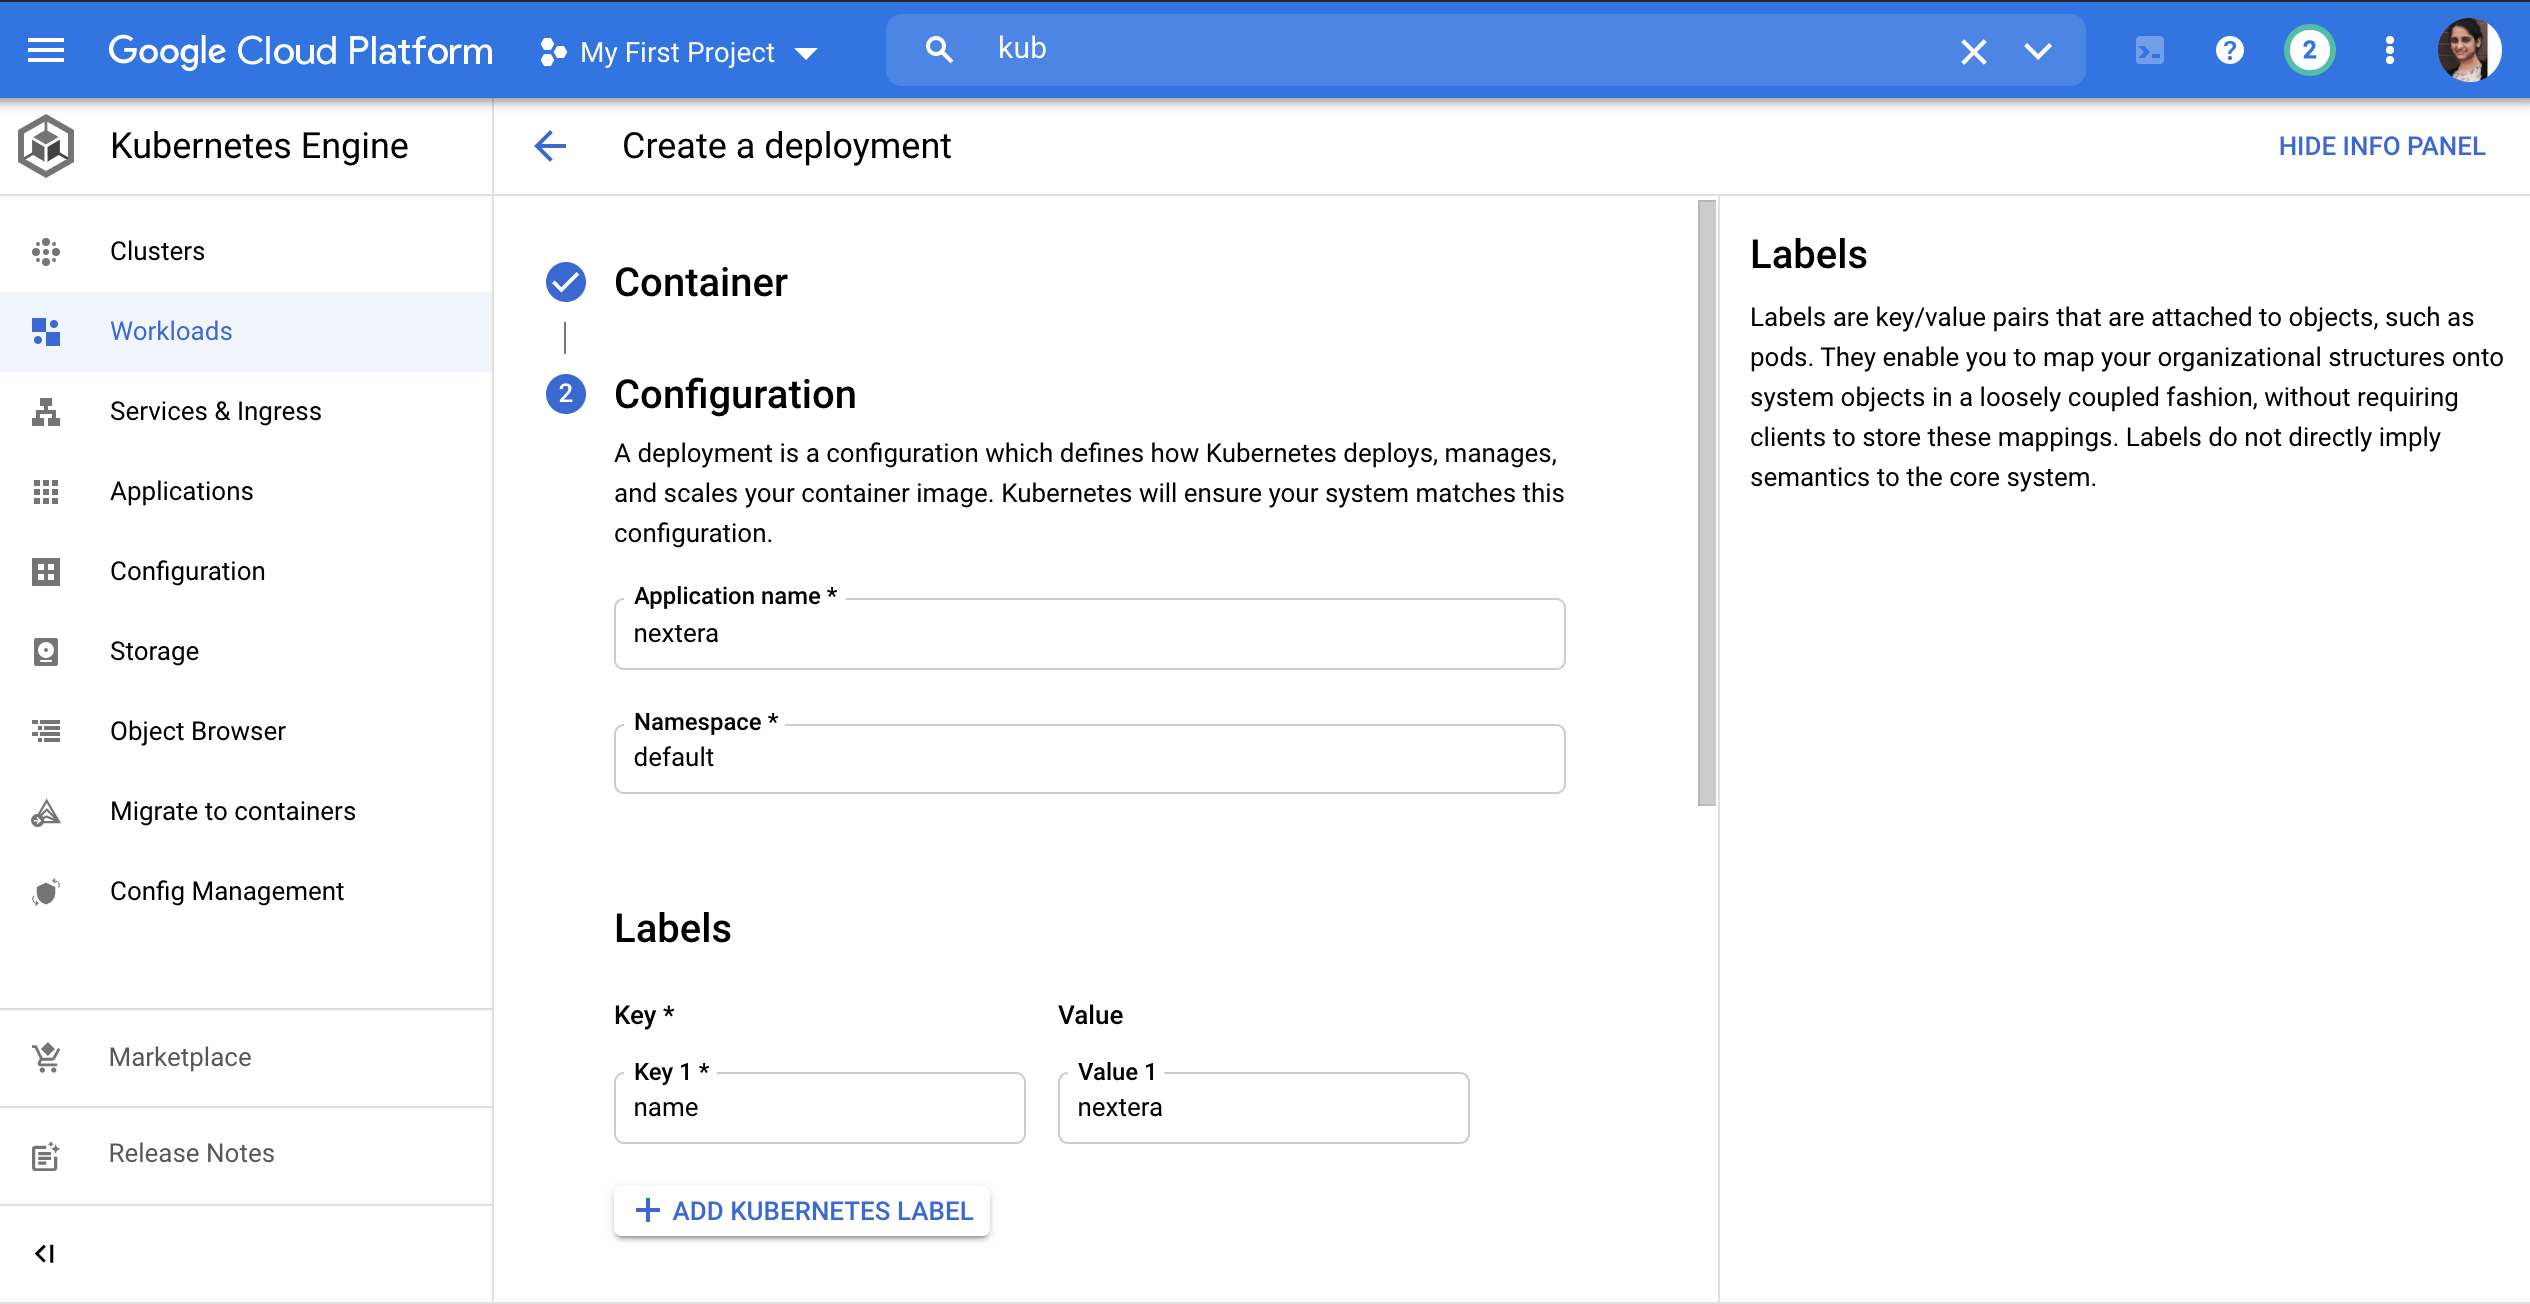 Google Cloud Platform
My First Project
kub
2
Kubernetes Engine
Create a deployment
HIDE INFO PANEL
Clusters
Workloads
Services & Ingress
Applications
Configuration
Storage
Object Browser
Migrate to containers
Config Management
Marketplace
Release Notes
Container
2
Configuration
A deployment is a configuration which defines how Kubernetes deploys, manages,
and scales your container image. Kubernetes will ensure your system matches this
configuration.
Application name *
nextera
Namespace *
default
Labels
Key *
Value
Key 1 *
name
Value 1
nextera
+ ADD KUBERNETES LABEL
Labels
Labels are key/value pairs that are attached to objects, such as
pods. They enable you to map your organizational structures onto
system objects in a loosely coupled fashion, without requiring
clients to store these mappings. Labels do not directly imply
semantics to the core system.